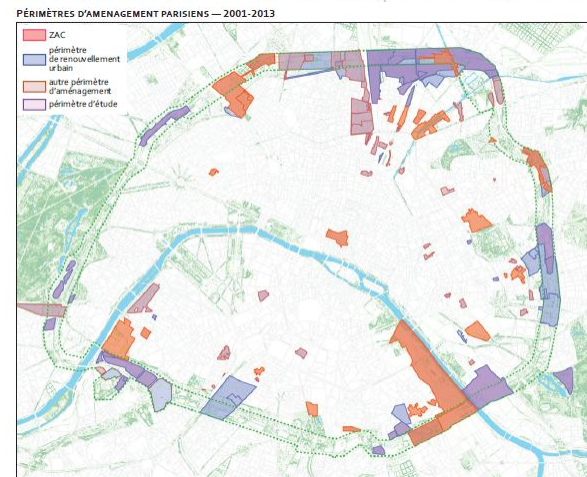 PÉRIMÈTRES D'AMENAGEMENT PARISIENS — 2001-2013
ZAC
périmètre
de renouvellement
urbain
autre périmètre
d'aménagement
périmètre d'étude